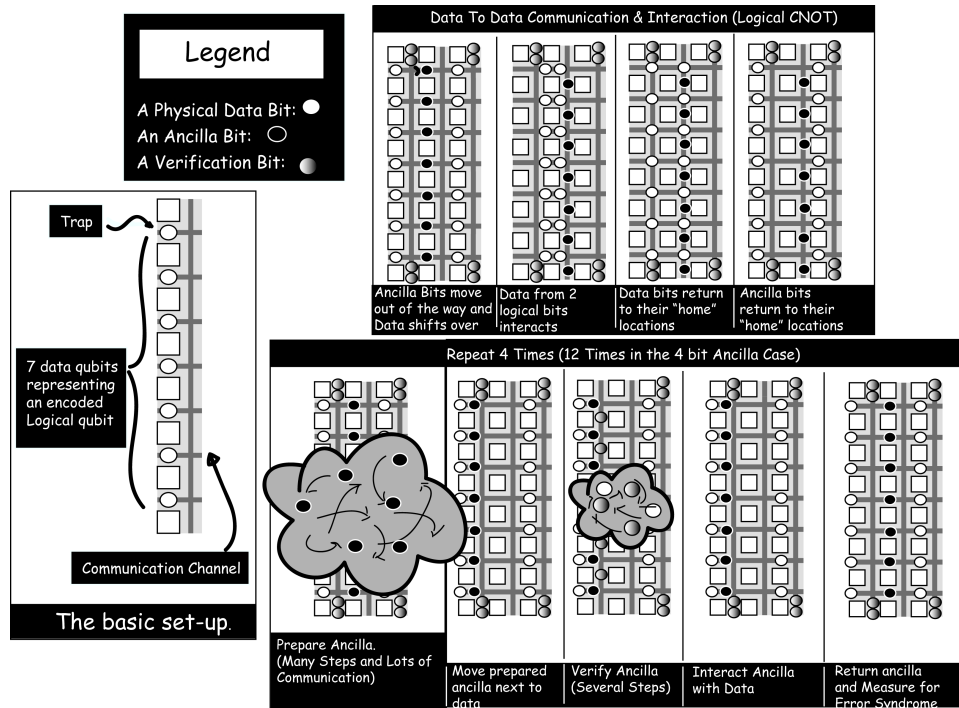 Legend
A Physical Data Bit:
An Ancilla Bit:
A Verification Bit:
Trap
7 data qubits
representing
an encoded
Logical qubit
Communication Channel
The basic set-up.
Data To Data Communication & Interaction (Logical CNOT)
Ancilla Bits move
out of the way and
Data shifts over
Data from 2
logical bits
interacts
Data bits return
to their “home”
locations
Ancilla bits
return to their
“home” locations
Repeat 4 Times (12 Times in the 4 bit Ancilla Case)
Prepare Ancilla.
(Many Steps and Lots of
Communication)
Move prepared
ancilla next to
data
Verify Ancilla
(Several Steps)
Interact Ancilla
with Data
Return ancilla
and Measure for
Error Syndrome